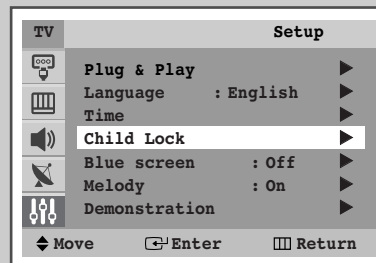 TV Setup
Plug & Play
Language : English
Time
Child Lock
Blue screen : Off
Melody : On
Demonstration
Move Enter Return